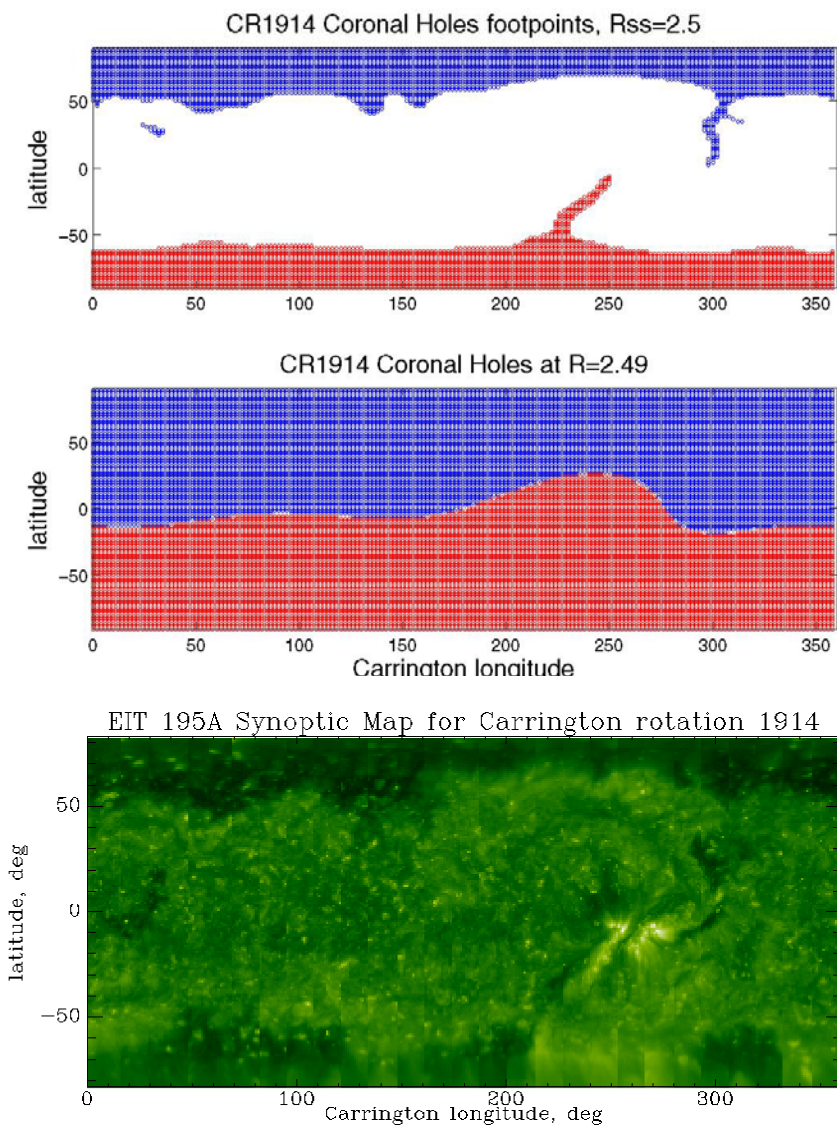 CR1914 Coronal Holes footpoints, Rss=2.5
latitude
50
0
−50
0 50 100 150 200 250 300 350
CR1914 Coronal Holes at R=2.49
latitude
50
0
−50
0 50 100 150 200 250 300 350
Carrington longitude
EIT 195A Synoptic Map for Carrington rotation 1914
latitude, deg
50
0
−50
0 100 200 300
Carrington longitude, deg